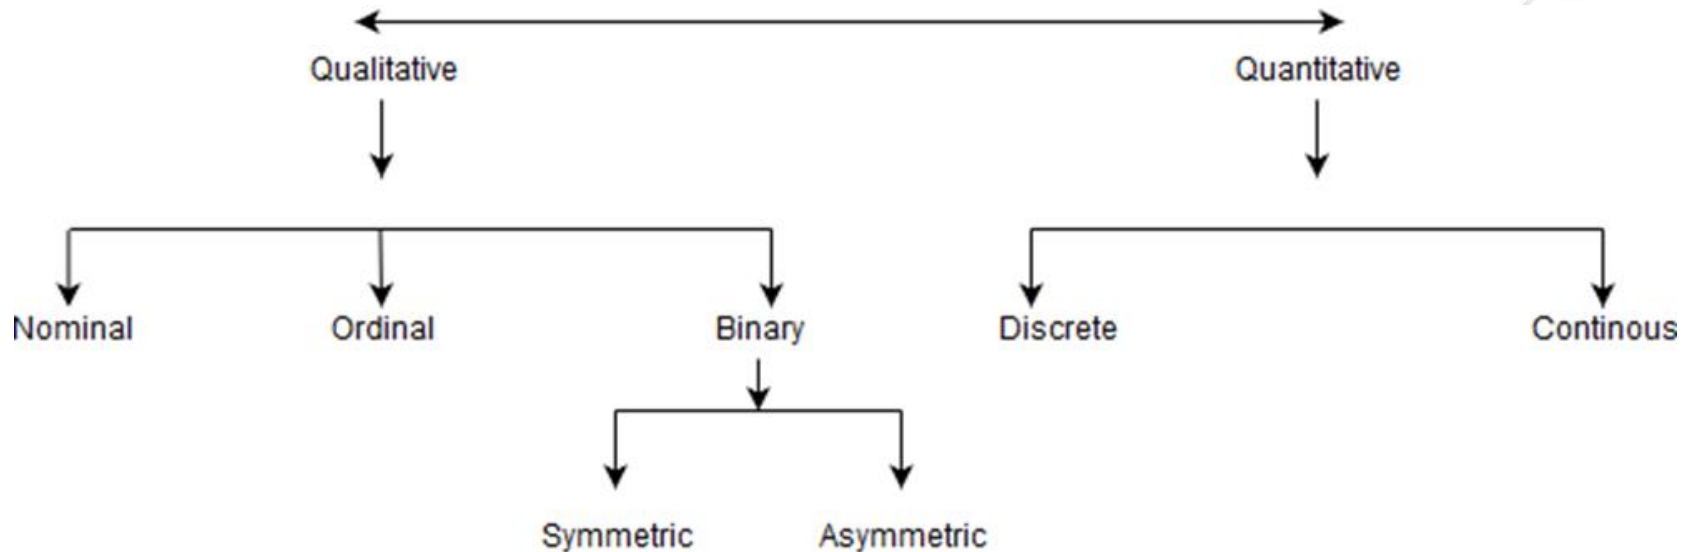 Qualitative Quantitative
Nominal Ordinal Binary Discrete Continous
Symmetric Asymmetric